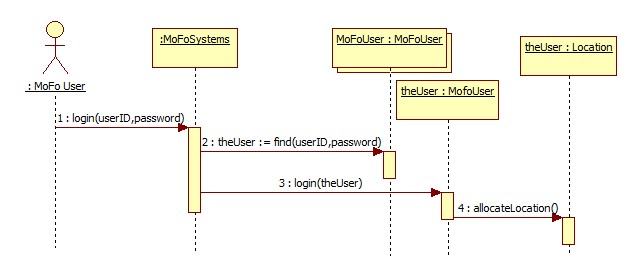 :MoFoSystems
MoFoUser : MoFoUser
theUser : Location
: MoFo User
theUser : MofoUser
1 : login(userID,password)
2 : theUser := find(userID,password)
3 : login(theUser)
4 : allocateLocation()